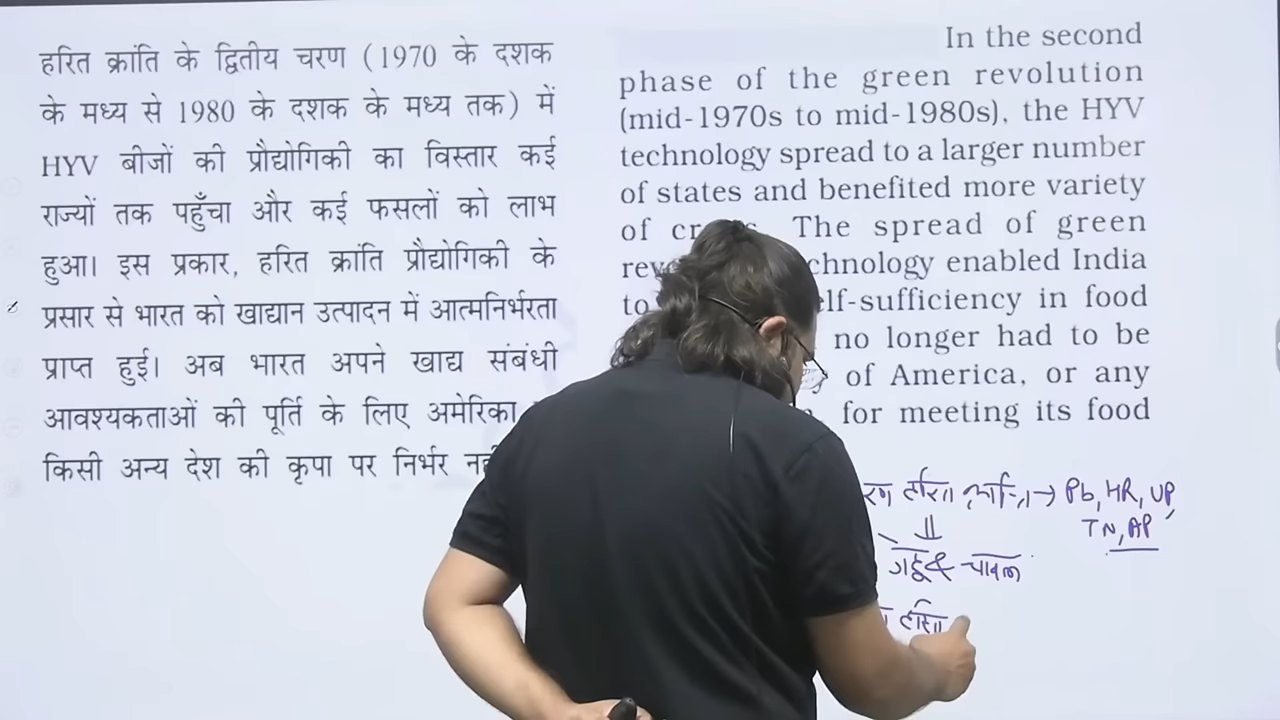 हरित क्रांति के द्वितीय चरण (1970 के दशक
के मध्य से 1980 के दशक के मध्य तक) में
HYV बीजों की प्रौद्योगिकी का विस्तार कई
राज्यों तक पहुँचा और कई फसलों को लाभ
हुआ। इस प्रकार, हरित क्रांति प्रौद्योगिकी के
प्रसार से भारत को खाद्यान उत्पादन में आत्मनिर्भरता
प्राप्त हुई। अब भारत अपने खाद्य संबंधी
आवश्यकताओं की पूर्ति के लिए अमेरिका
किसी अन्य देश की कृपा पर निर्भर
In the second
phase of the green revolution
(mid-1970s to mid-1980s), the HYV
technology spread to a larger number
of states and benefited more variety
of The spread of green
enabled India
to in food
no longer had to be
of America, or any
for meeting its food
हरित क्रान्ति → Pb, HR, UP,
TN, AP
गेहूं & चावल
हरित